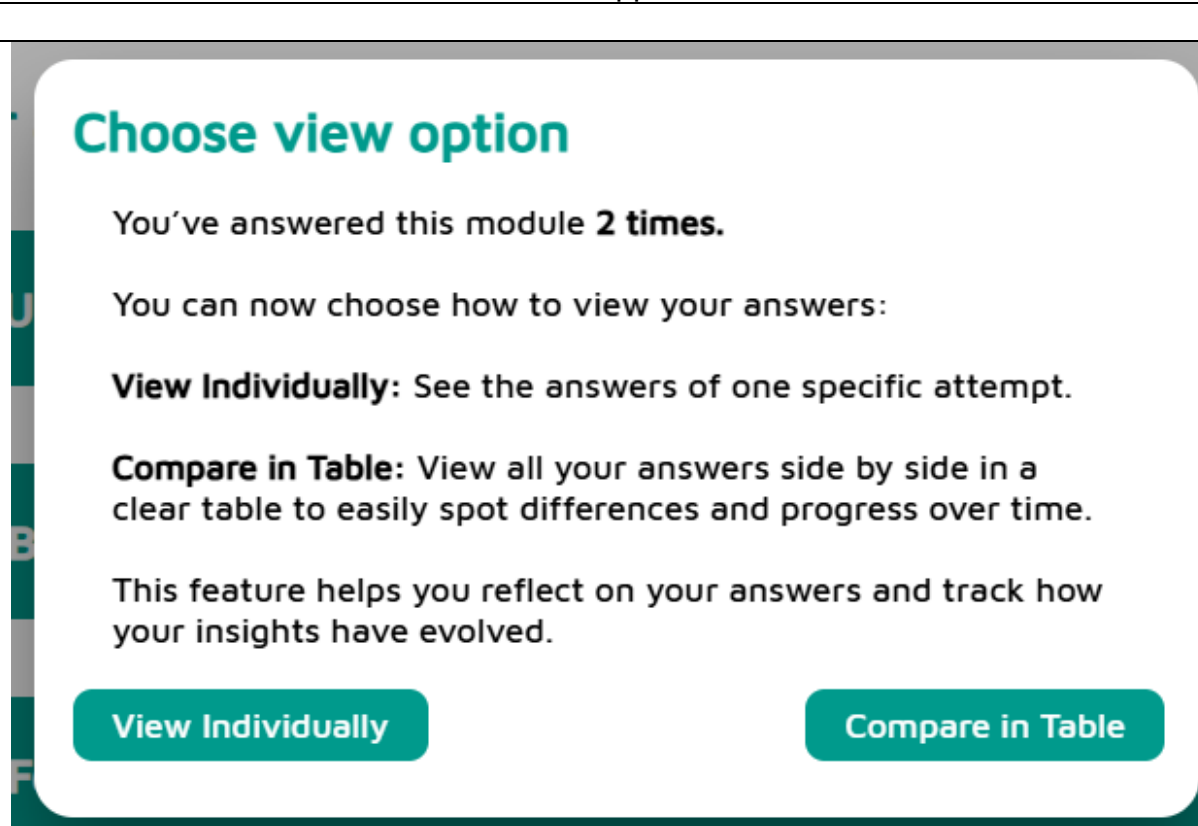 Choose view option
You’ve answered this module 2 times.
You can now choose how to view your answers:
View Individually: See the answers of one specific attempt.
Compare in Table: View all your answers side by side in a
clear table to easily spot differences and progress over time.
This feature helps you reflect on your answers and track how
your insights have evolved.
View Individually
Compare in Table